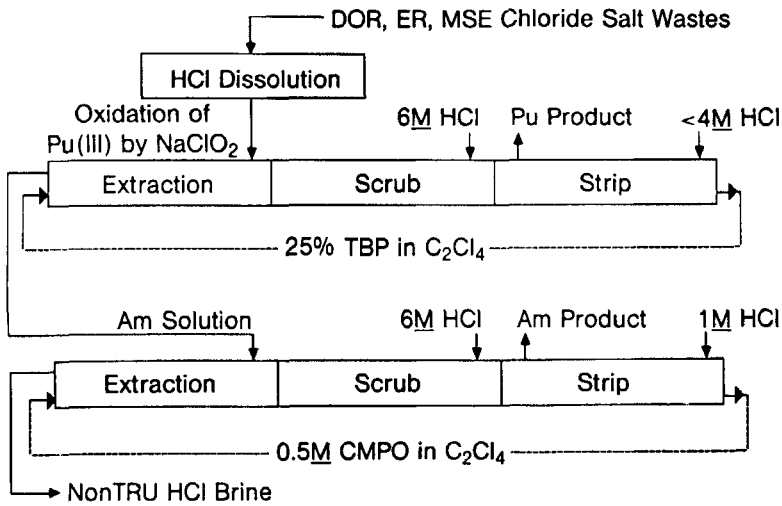 DOR, ER, MSE Chloride Salt Wastes
HCl Dissolution
Oxidation of
Pu(III) by NaClO₂
6M HCl
Pu Product
<4M HCl
Extraction
Scrub
Strip
25% TBP in C₂Cl₄
Am Solution
6M HCl
Am Product
1M HCl
Extraction
Scrub
Strip
0.5M CMPO in C₂Cl₄
NonTRU HCl Brine